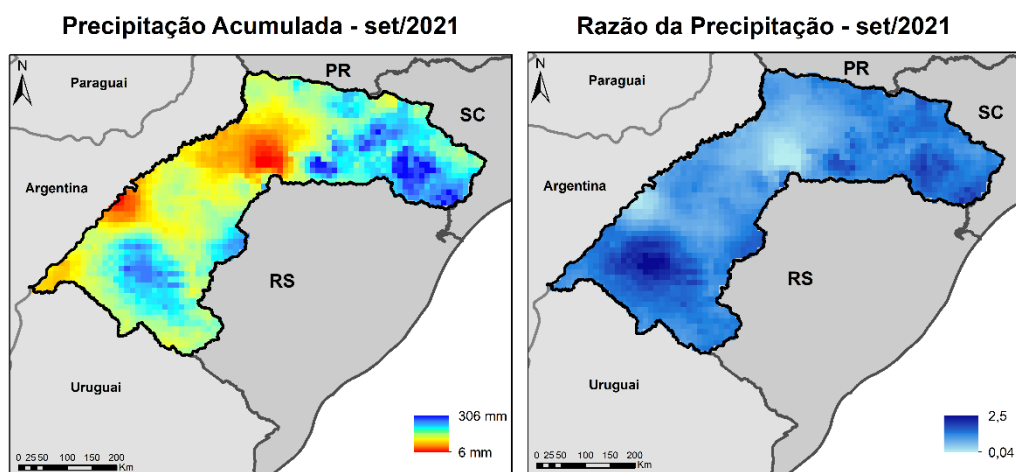 Precipitação Acumulada - set/2021
N
Paraguai
PR
SC
Argentina
RS
Uruguai
306 mm
6 mm
0 25 50 100 150 200
Km
Razão da Precipitação - set/2021
N
Paraguai
PR
SC
Argentina
RS
Uruguai
2,5
0,04
0 25 50 100 150 200
Km